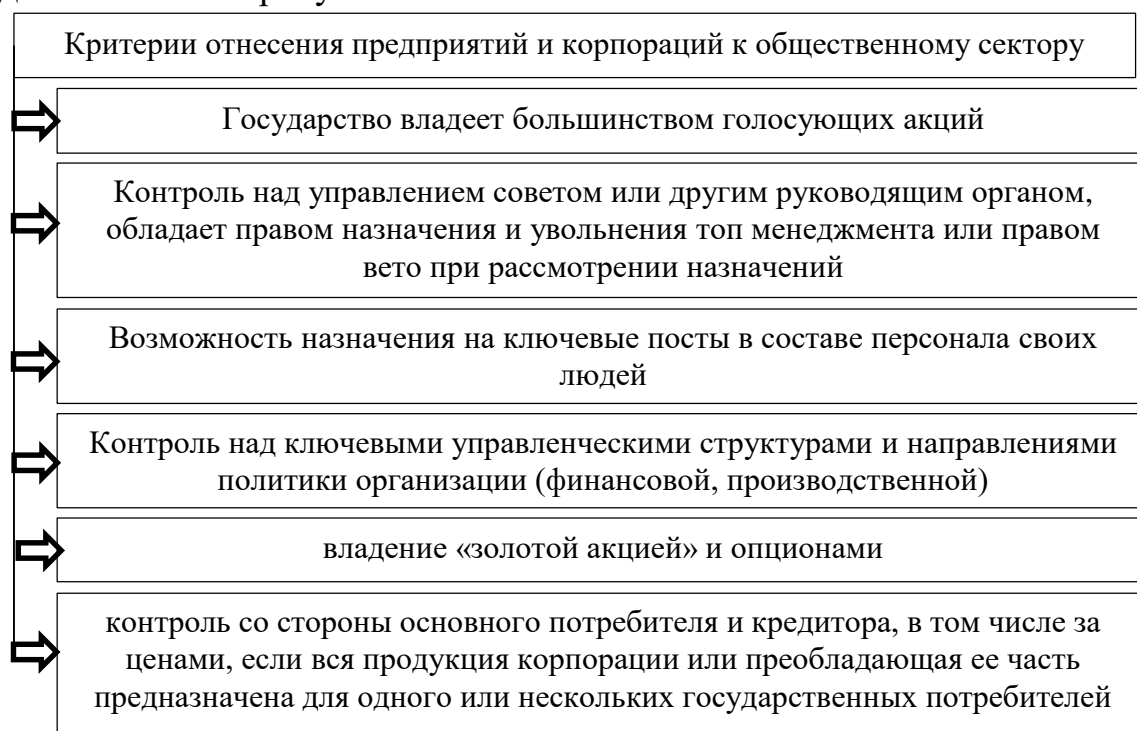 Критерии отнесения предприятий и корпораций к общественному сектору
Государство владеет большинством голосующих акций
Контроль над управлением советом или другим руководящим органом,
обладает правом назначения и увольнения топ менеджмента или правом
вето при рассмотрении назначений
Возможность назначения на ключевые посты в составе персонала своих
людей
Контроль над ключевыми управленческими структурами и направлениями
политики организации (финансовой, производственной)
владение «золотой акцией» и опционами
контроль со стороны основного потребителя и кредитора, в том числе за
ценами, если вся продукция корпорации или преобладающая ее часть
предназначена для одного или нескольких государственных потребителей